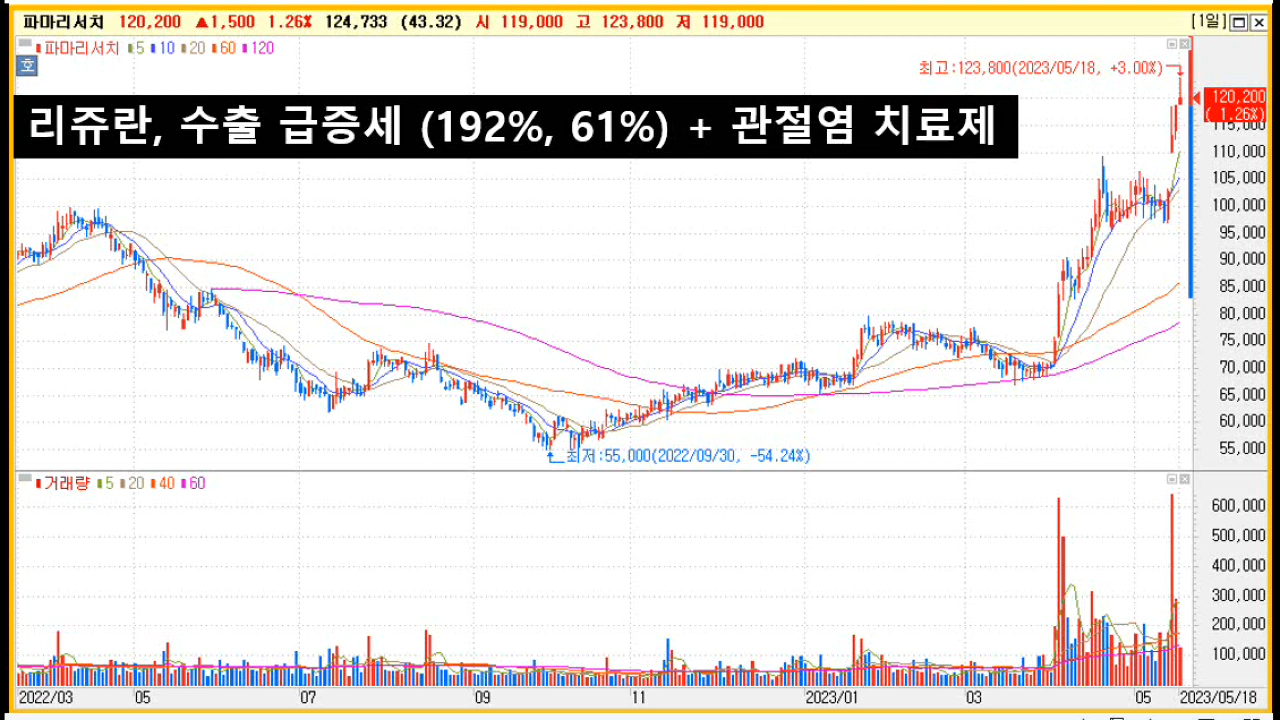 파마리서치 120,200 ▲1,500 1.26% 124,733 (43.32) 시 119,000 고 123,800 저 119,000 [1일]
파마리서치 5 10 20 60 120
호
최고:123,800(2023/05/18, +3.00%)
리쥬란, 수출 급증세 (192%, 61%) + 관절염 치료제
120,200
( 1.26%)
115,000
110,000
105,000
100,000
95,000
90,000
85,000
80,000
75,000
70,000
65,000
60,000
55,000
최저:55,000(2022/09/30, -54.24%)
거래량 5 20 40 60
600,000
500,000
400,000
300,000
200,000
100,000
2022/03 05 07 09 11 2023/01 03 05 2023/05/18